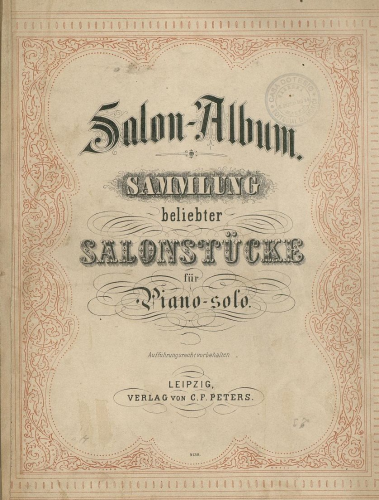 Salon-Album.
SAMMLUNG
beliebter
SALONSTÜCKE
für
Piano-solo.
Aufführungsrecht vorbehalten.
LEIPZIG,
VERLAG VON C. F. PETERS.